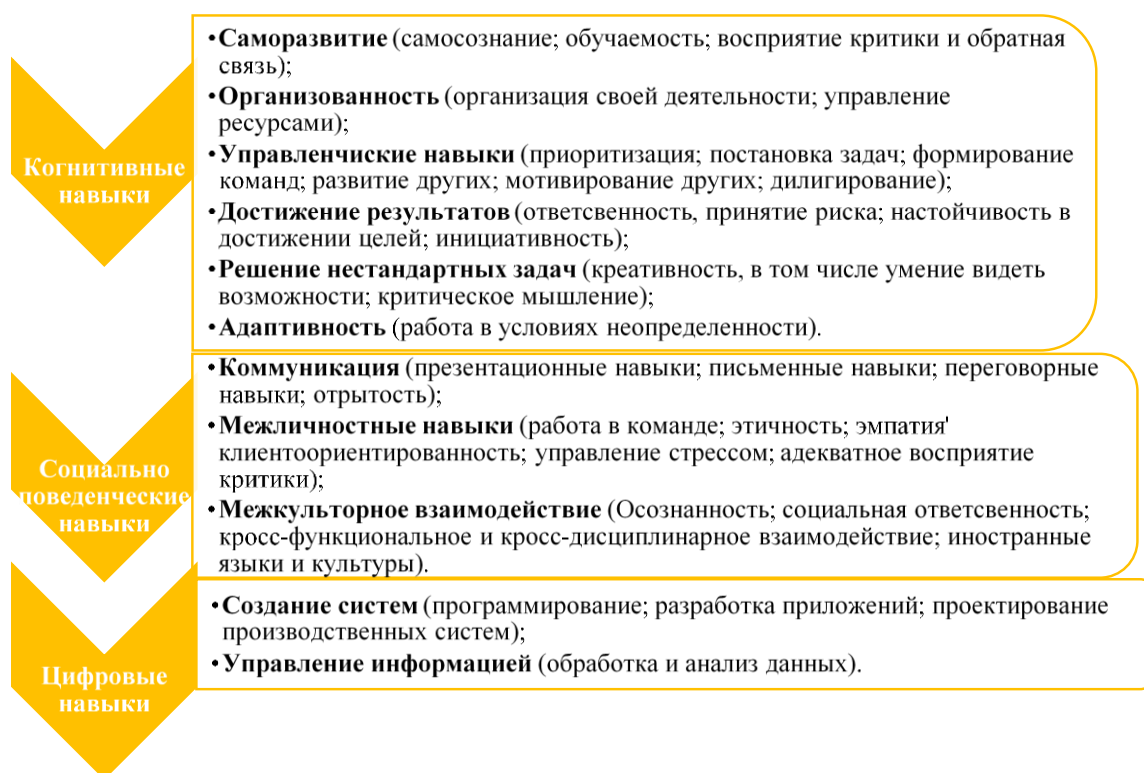 Когнитивные
навыки
•Саморазвитие (самосознание; обучаемость; восприятие критики и обратная
связь);
•Организованность (организация своей деятельности; управление
ресурсами);
•Управленчиские навыки (приоритизация; постановка задач; формирование
команд; развитие других; мотивирование других; дилигирование);
•Достижение результатов (ответсвенность, принятие риска; настойчивость в
достижении целей; инициативность);
•Решение нестандартных задач (креативность, в том числе умение видеть
возможности; критическое мышление);
•Адаптивность (работа в условиях неопределенности).
Социально
поведенческие
навыки
•Коммуникация (презентационные навыки; письменные навыки; переговорные
навыки; отрытость);
•Межличностные навыки (работа в команде; этичность; эмпатия'
клиентоориентированность; управление стрессом; адекватное восприятие
критики);
•Межкульторное взаимодействие (Осознанность; социальная ответсвенность;
кросс-функциональное и кросс-дисциплинарное взаимодействие; иностранные
языки и культуры).
Цифровые
навыки
•Создание систем (программирование; разработка приложений; проектирование
производственных систем);
•Управление информацией (обработка и анализ данных).